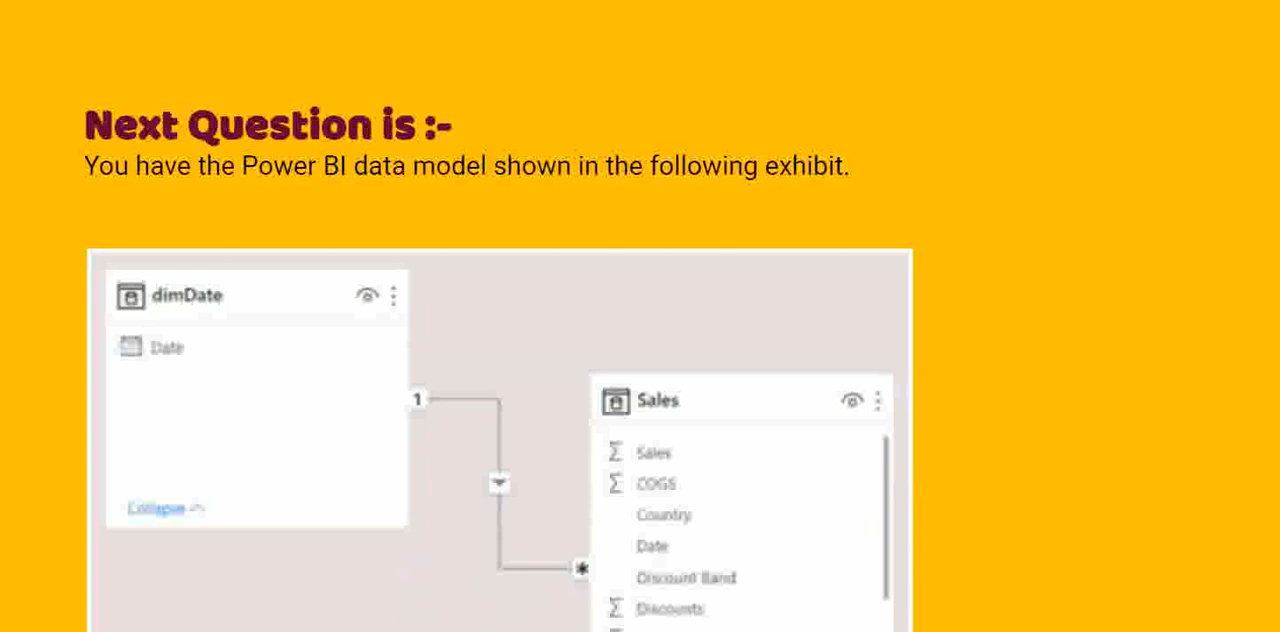 Next Question is :-
You have the Power BI data model shown in the following exhibit.
dimDate
Date
1
Sales
Sales
COGS
Country
Date
Collapse
Discount Band
*
Discounts